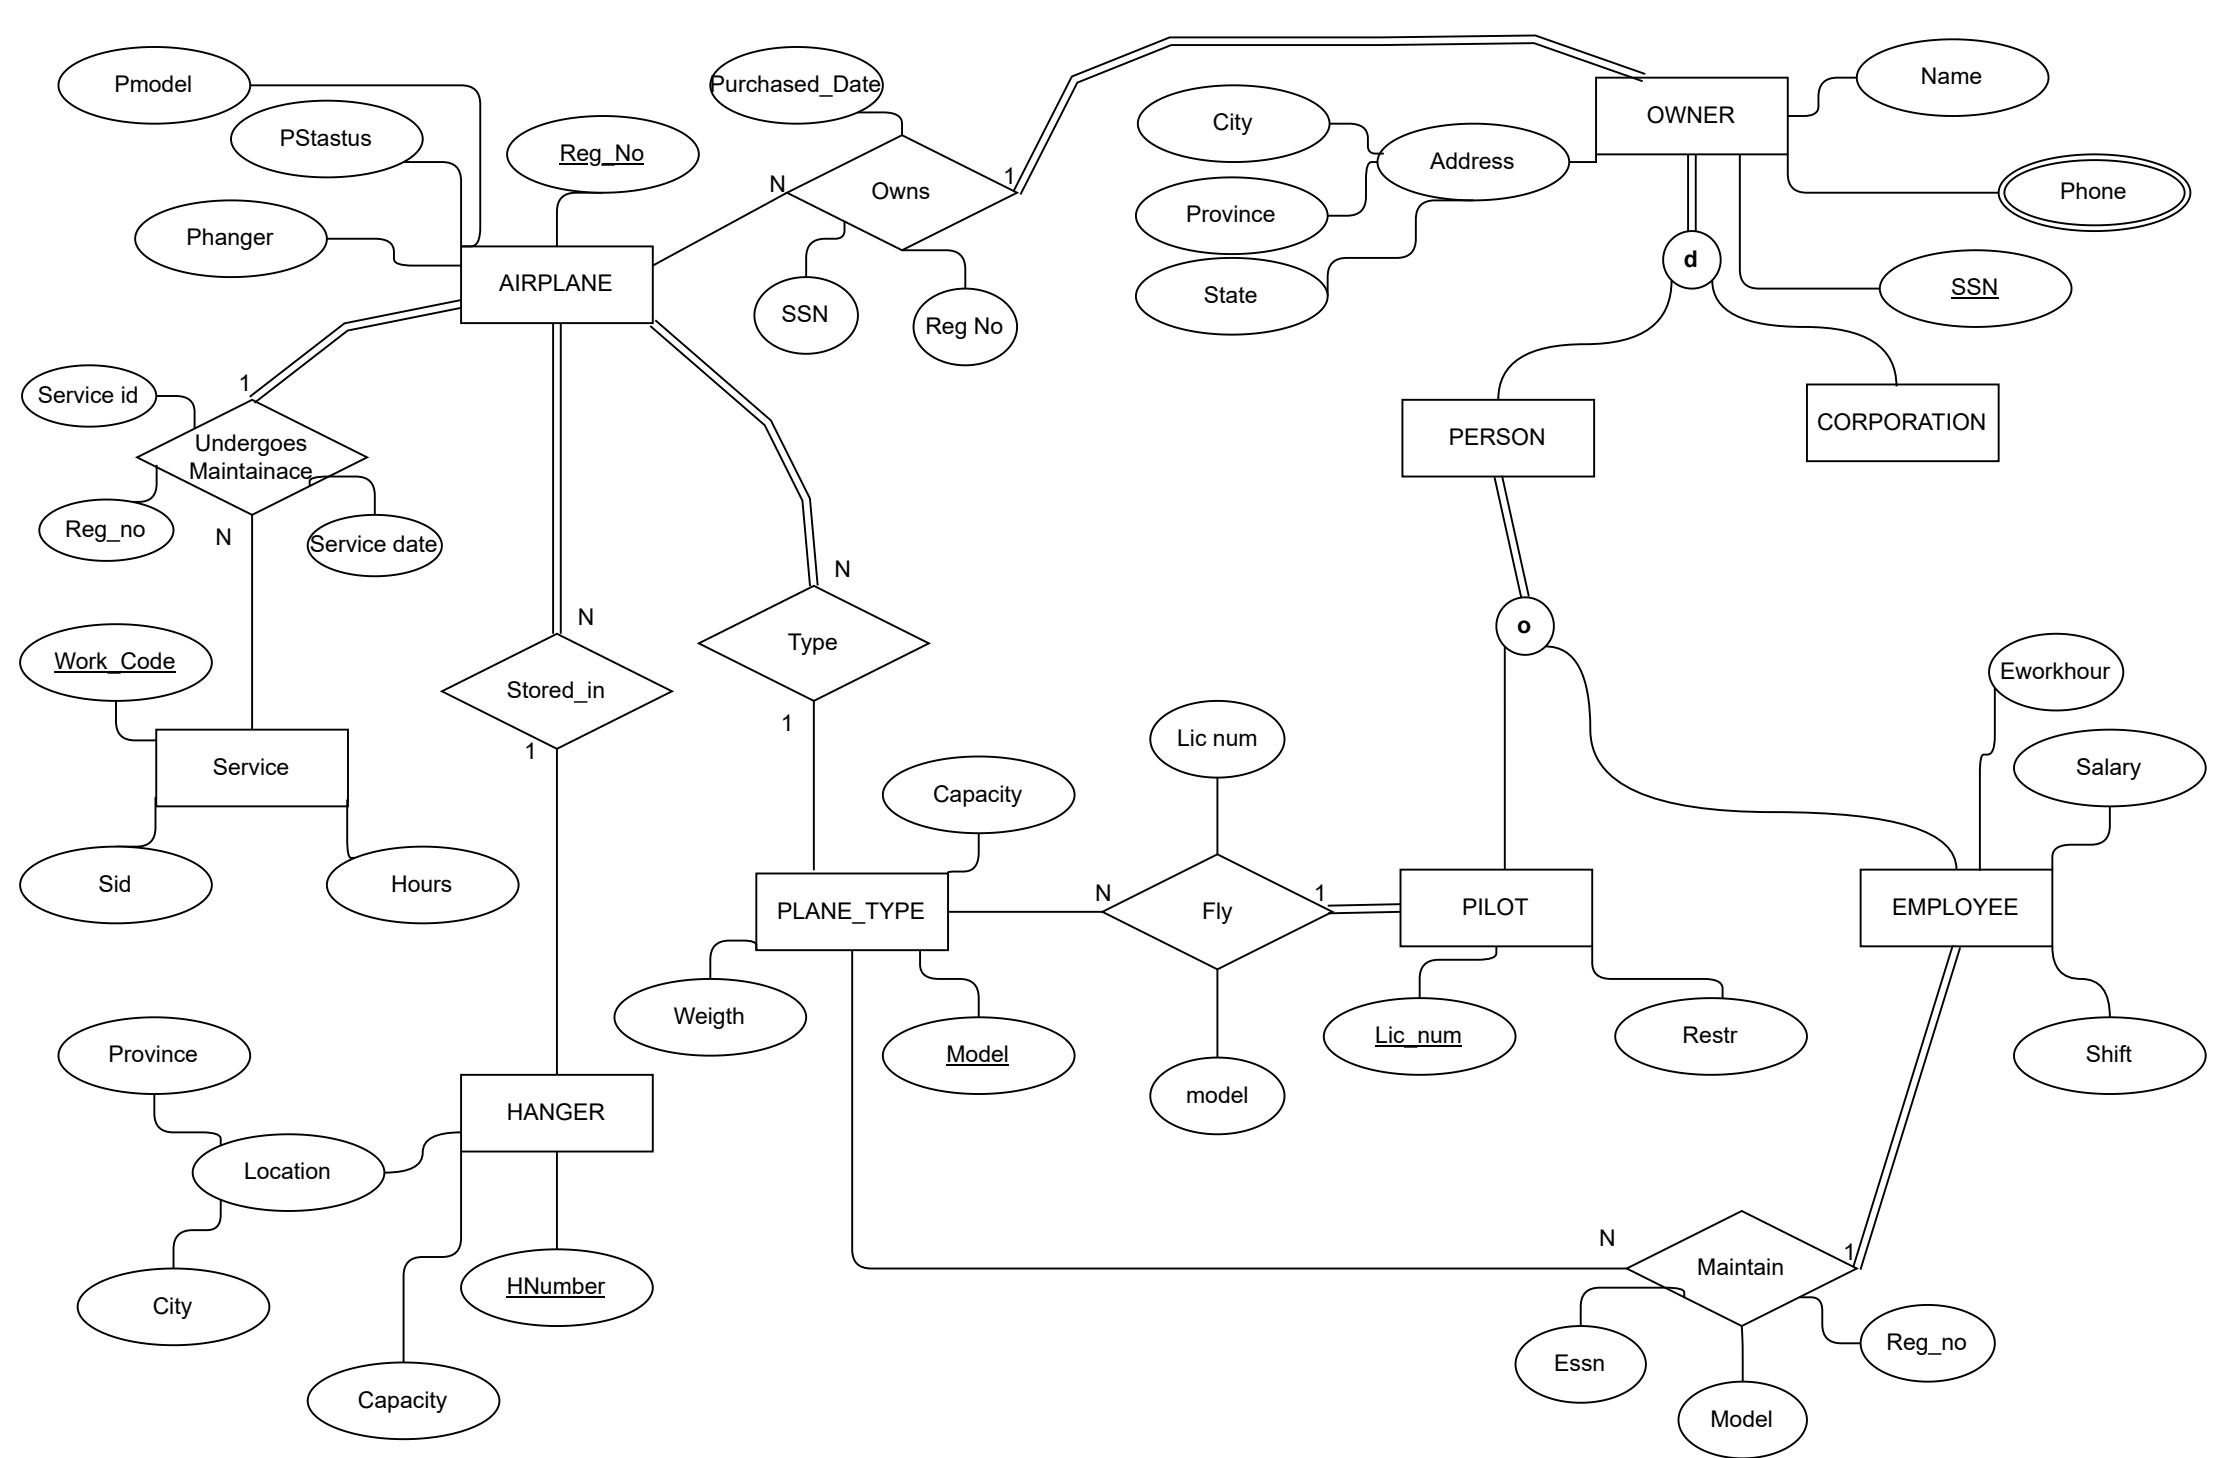 Pmodel
PStastus
Phanger
Reg_No
Purchased_Date
City
Province
State
Address
OWNER
Name
Phone
SSN
d
AIRPLANE
N
Owns
1
SSN
Reg No
PERSON
CORPORATION
1
Service id
Undergoes
Maintainace
Reg_no
Service date
N
N
N
Type
1
Stored_in
1
o
Work_Code
Service
Sid
Hours
Eworkhour
Salary
Lic num
Capacity
PLANE_TYPE
N
Fly
1
PILOT
EMPLOYEE
Weigth
Model
model
Lic_num
Restr
Shift
Province
HANGER
Location
City
HNumber
Capacity
N
Maintain
1
Essn
Model
Reg_no